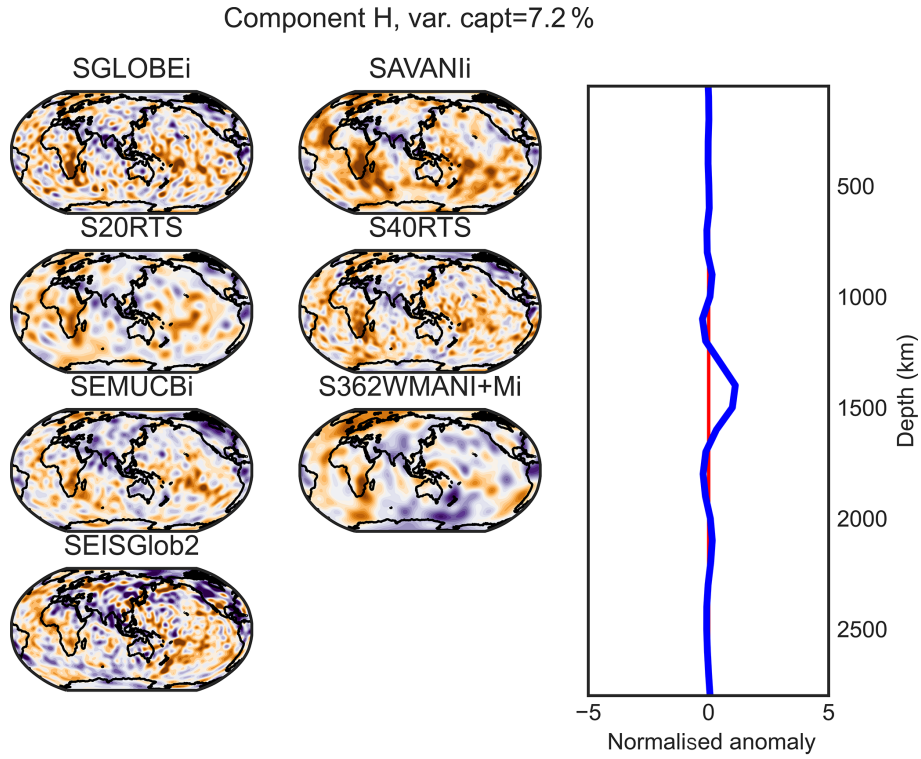 Component H, var. capt=7.2 %
SGLOBEi
SAVANIi
S20RTS
S40RTS
SEMUCBi
S362WMANI+Mi
SEISGlob2
500
1000
1500
2000
2500
Depth (km)
−5
0
5
Normalised anomaly